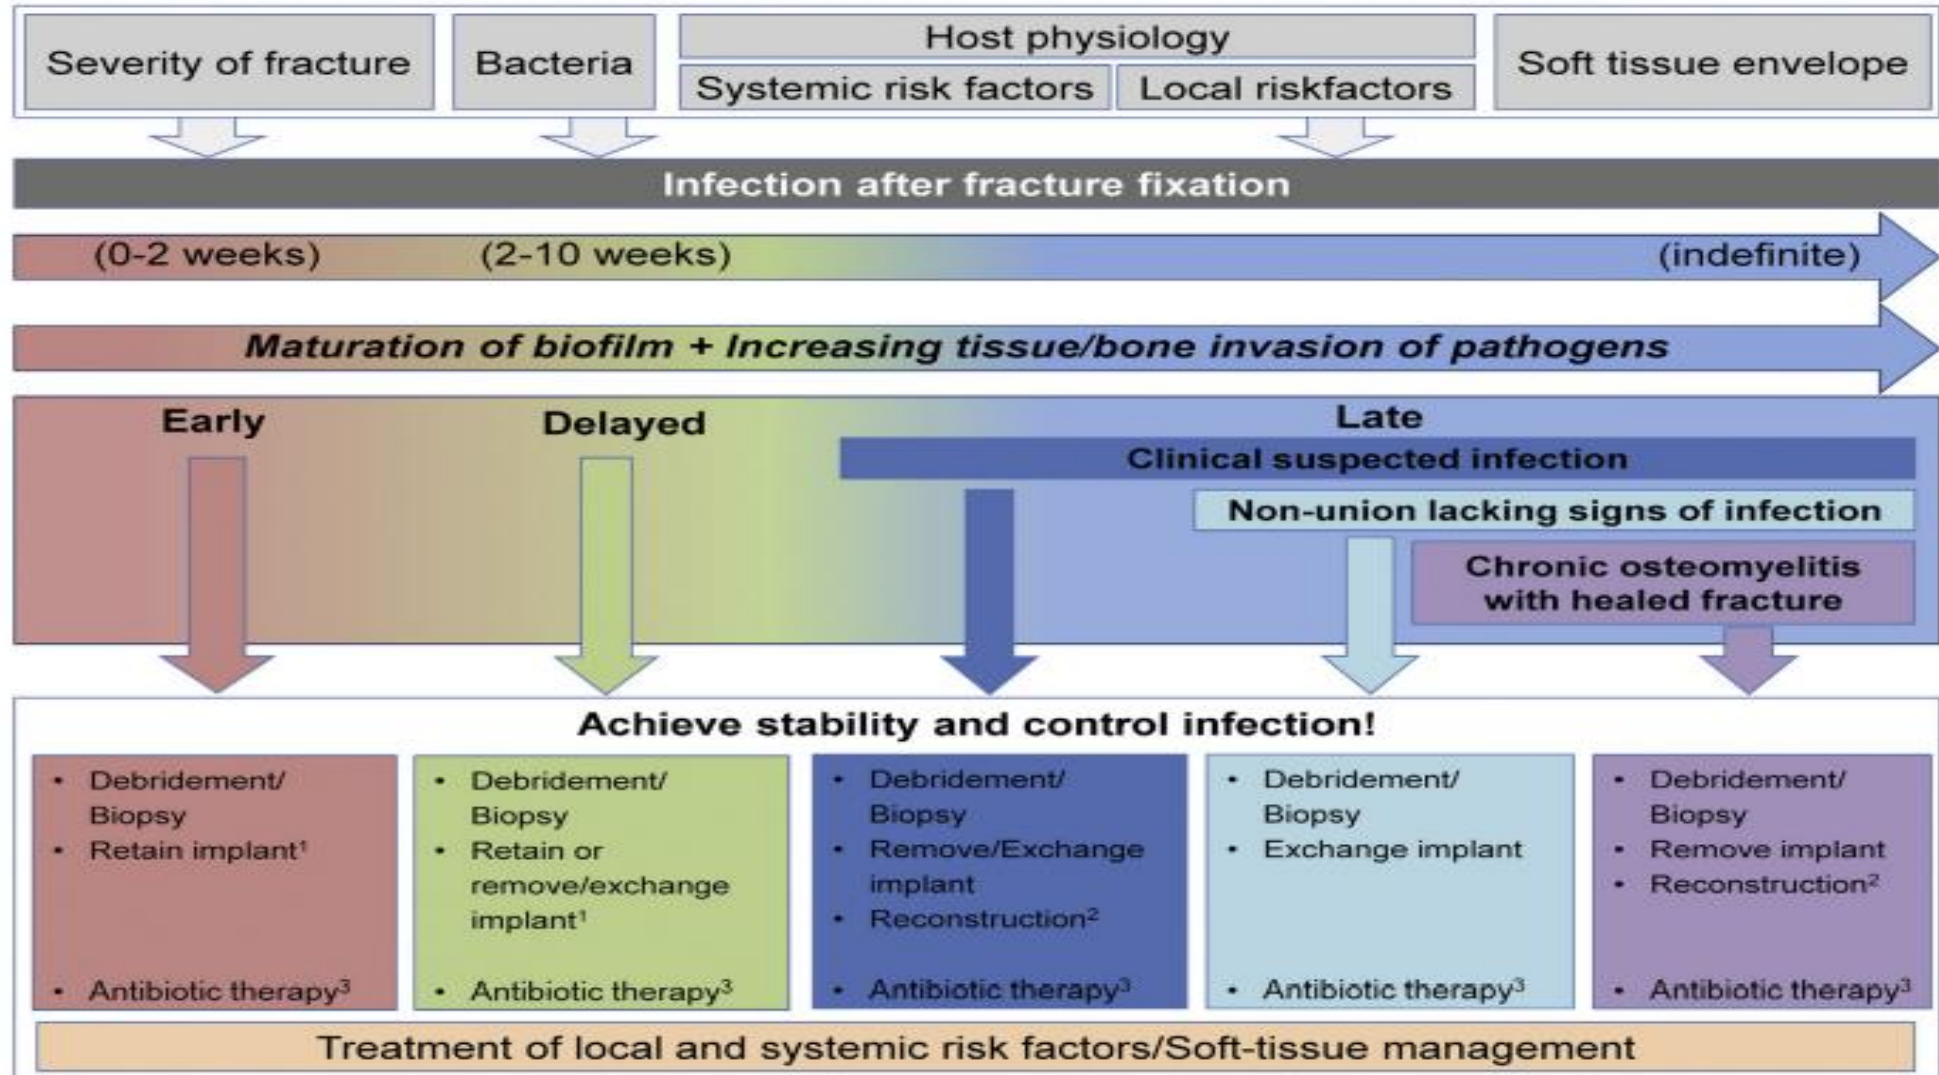 Severity of fracture
Bacteria
Host physiology
Systemic risk factors
Local riskfactors
Soft tissue envelope
Infection after fracture fixation
(0-2 weeks)
(2-10 weeks)
(indefinite)
Maturation of biofilm + Increasing tissue/bone invasion of pathogens
Early
Delayed
Late
Clinical suspected infection
Non-union lacking signs of infection
Chronic osteomyelitis
with healed fracture
Achieve stability and control infection!
• Debridement/
Biopsy
• Retain implant¹
• Antibiotic therapy³
• Debridement/
Biopsy
• Retain or
remove/exchange
implant¹
• Antibiotic therapy³
• Debridement/
Biopsy
• Remove/Exchange
implant
• Reconstruction²
• Antibiotic therapy³
• Debridement/
Biopsy
• Exchange implant
• Antibiotic therapy³
• Debridement/
Biopsy
• Remove implant
• Reconstruction²
• Antibiotic therapy³
Treatment of local and systemic risk factors/Soft-tissue management